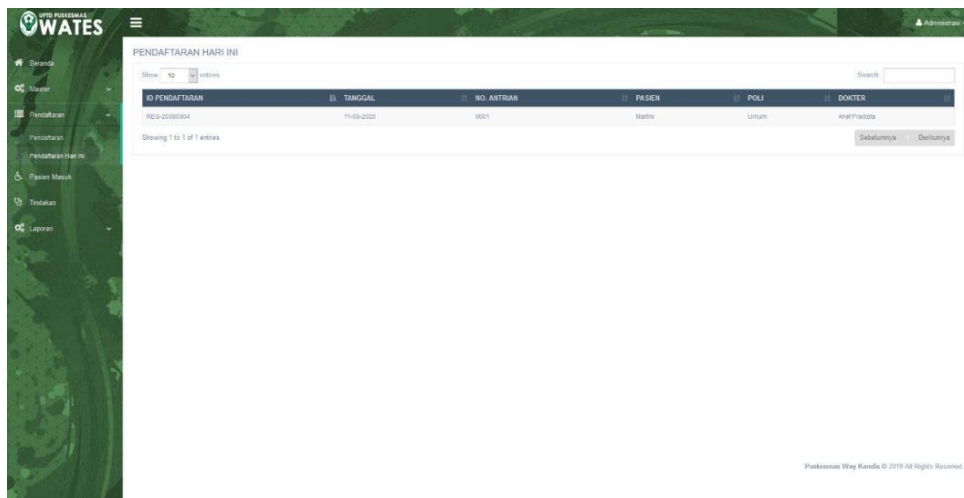 UPTD PUSKESMAS
WATES
Administrasi
Beranda
Master
Pendaftaran
Pendaftaran
Pendaftaran Hari Ini
Pasien Masuk
Tindakan
Laporan
PENDAFTARAN HARI INI
Show 10 entries
Search:
ID PENDAFTARAN TANGGAL NO. ANTRIAN PASIEN POLI DOKTER
11-03-2020 0001 Martini Umum Arief Pradipta
Showing 1 to 1 of 1 entries
Sebelumnya Berikutnya
Puskesmas Way Kandis © 2019 All Rights Reserved